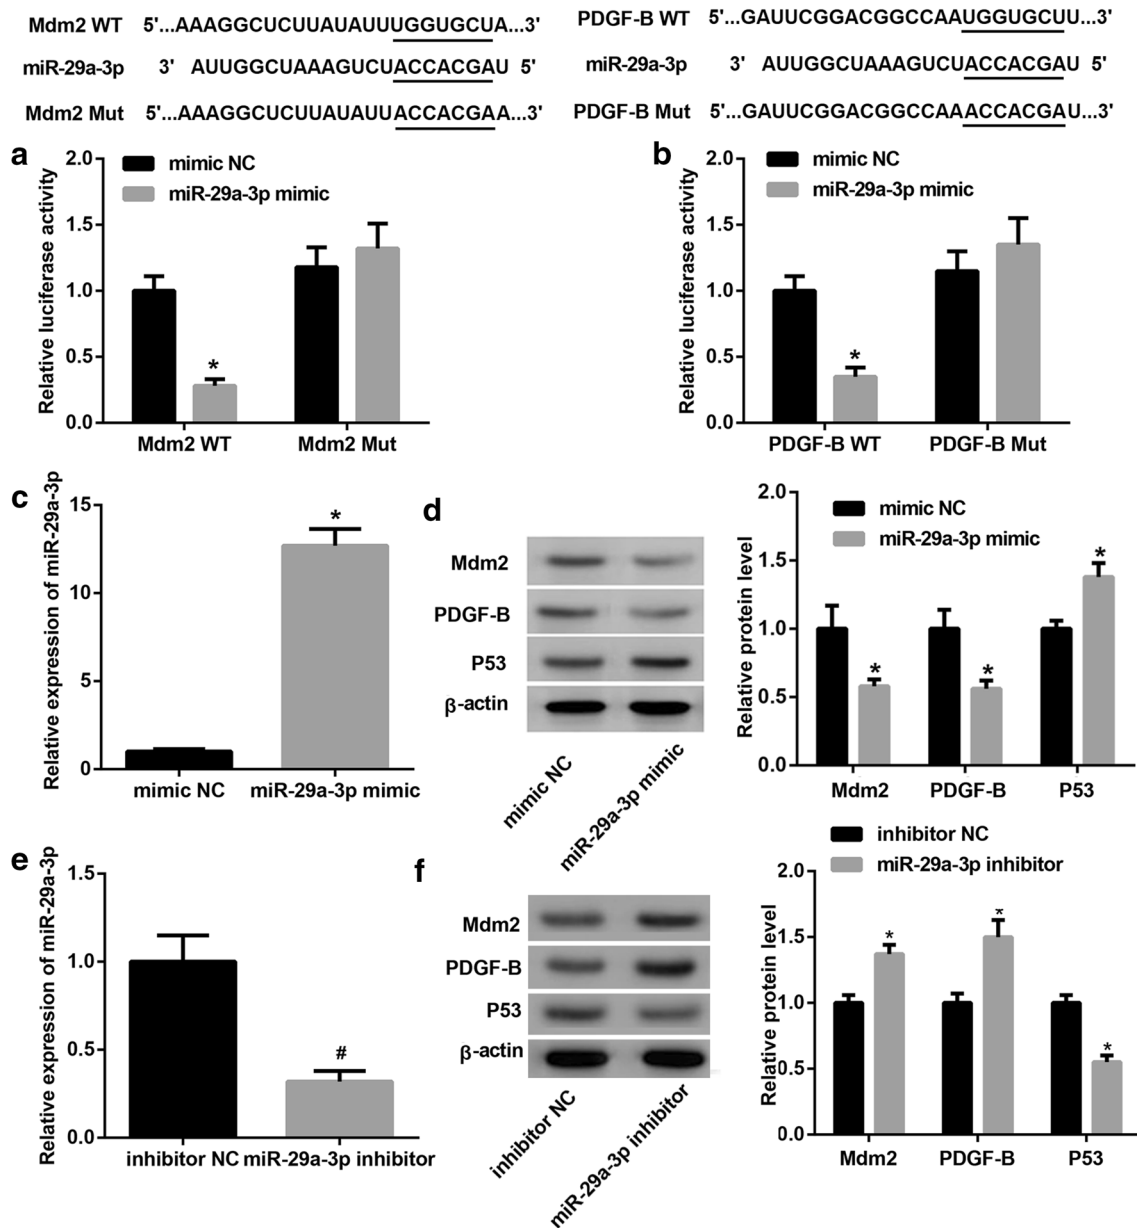 Mdm2 WT 5'...AAAGGCUCUUAUAUUUGGUGCUA...3'
miR-29a-3p 3' AUUGGCUAAAGUCUACCACGAU 5'
Mdm2 Mut 5'...AAAGGCUCUUAUAUUACCACGAA...3'
PDGF-B WT 5'...GAUUCGGACGGCCAAUGGUGCUU...3'
miR-29a-3p 3' AUUGGCUAAAGUCUACCACGAU 5'
PDGF-B Mut 5'...GAUUCGGACGGCCAAACCACGAU...3'
a
mimic NC
miR-29a-3p mimic
Relative luciferase activity
2.0
1.5
1.0
0.5
0.0
*
Mdm2 WT Mdm2 Mut
b
mimic NC
miR-29a-3p mimic
Relative luciferase activity
2.0
1.5
1.0
0.5
0.0
*
PDGF-B WT PDGF-B Mut
c
Relative expression of miR-29a-3p
15
10
5
0
*
mimic NC miR-29a-3p mimic
d
Mdm2
PDGF-B
P53
β-actin
mimic NC
miR-29a-3p mimic
mimic NC
miR-29a-3p mimic
Relative protein level
2.0
1.5
1.0
0.5
0.0
* * *
Mdm2 PDGF-B P53
e
Relative expression of miR-29a-3p
1.5
1.0
0.5
0.0
#
inhibitor NC miR-29a-3p inhibitor
f
Mdm2
PDGF-B
P53
β-actin
inhibitor NC
miR-29a-3p inhibitor
inhibitor NC
miR-29a-3p inhibitor
Relative protein level
2.0
1.5
1.0
0.5
0.0
* * *
Mdm2 PDGF-B P53